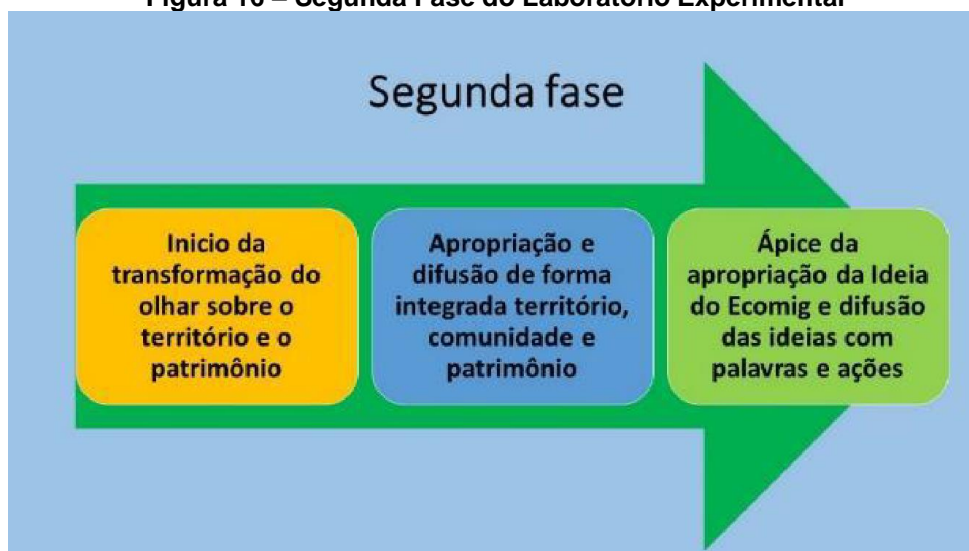 Figura 16 – Segunda Fase do Laboratório Experimental
Segunda fase
Inicio da
transformação do
olhar sobre o
território e o
patrimônio
Apropriação e
difusão de forma
integrada território,
comunidade e
patrimônio
Ápice da
apropriação da Ideia
do Ecomig e difusão
das ideias com
palavras e ações